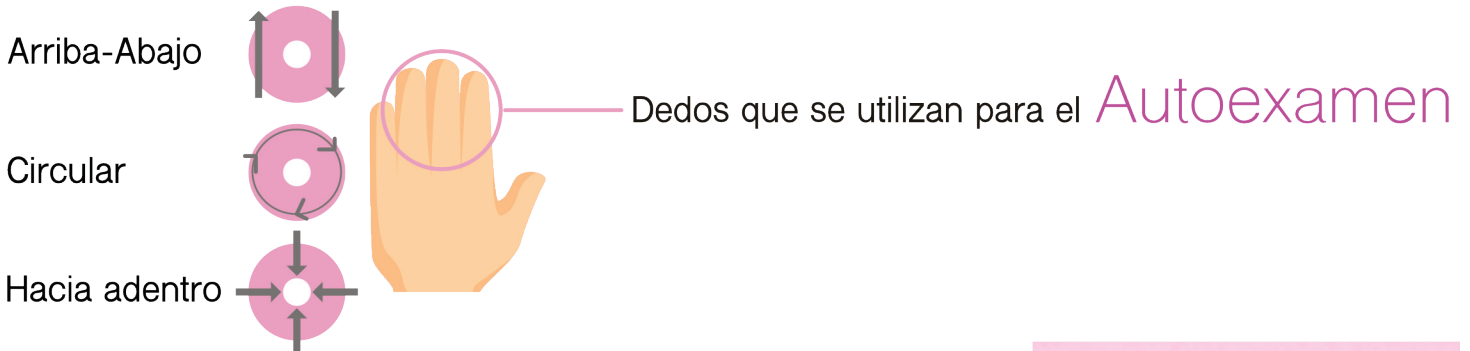 Arriba-Abajo
Dedos que se utilizan para el Autoexamen
Circular
Hacia adentro